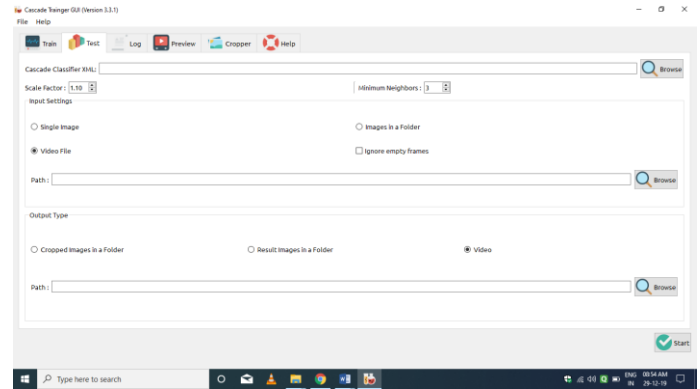 Cascade Trainger GUI (Version 3.3.1)
File Help
Train Test Log Preview Cropper Help
Cascade Classifier XML: Browse
Scale Factor : 1.10 Minimum Neighbors : 3
Input Settings
Single Image Images in a Folder
Video File Ignore empty frames
Path : Browse
Output Type
Cropped Images in a Folder Result Images in a Folder Video
Path : Browse
Start
Type here to search ENG 08:54 AM
IN 29-12-19